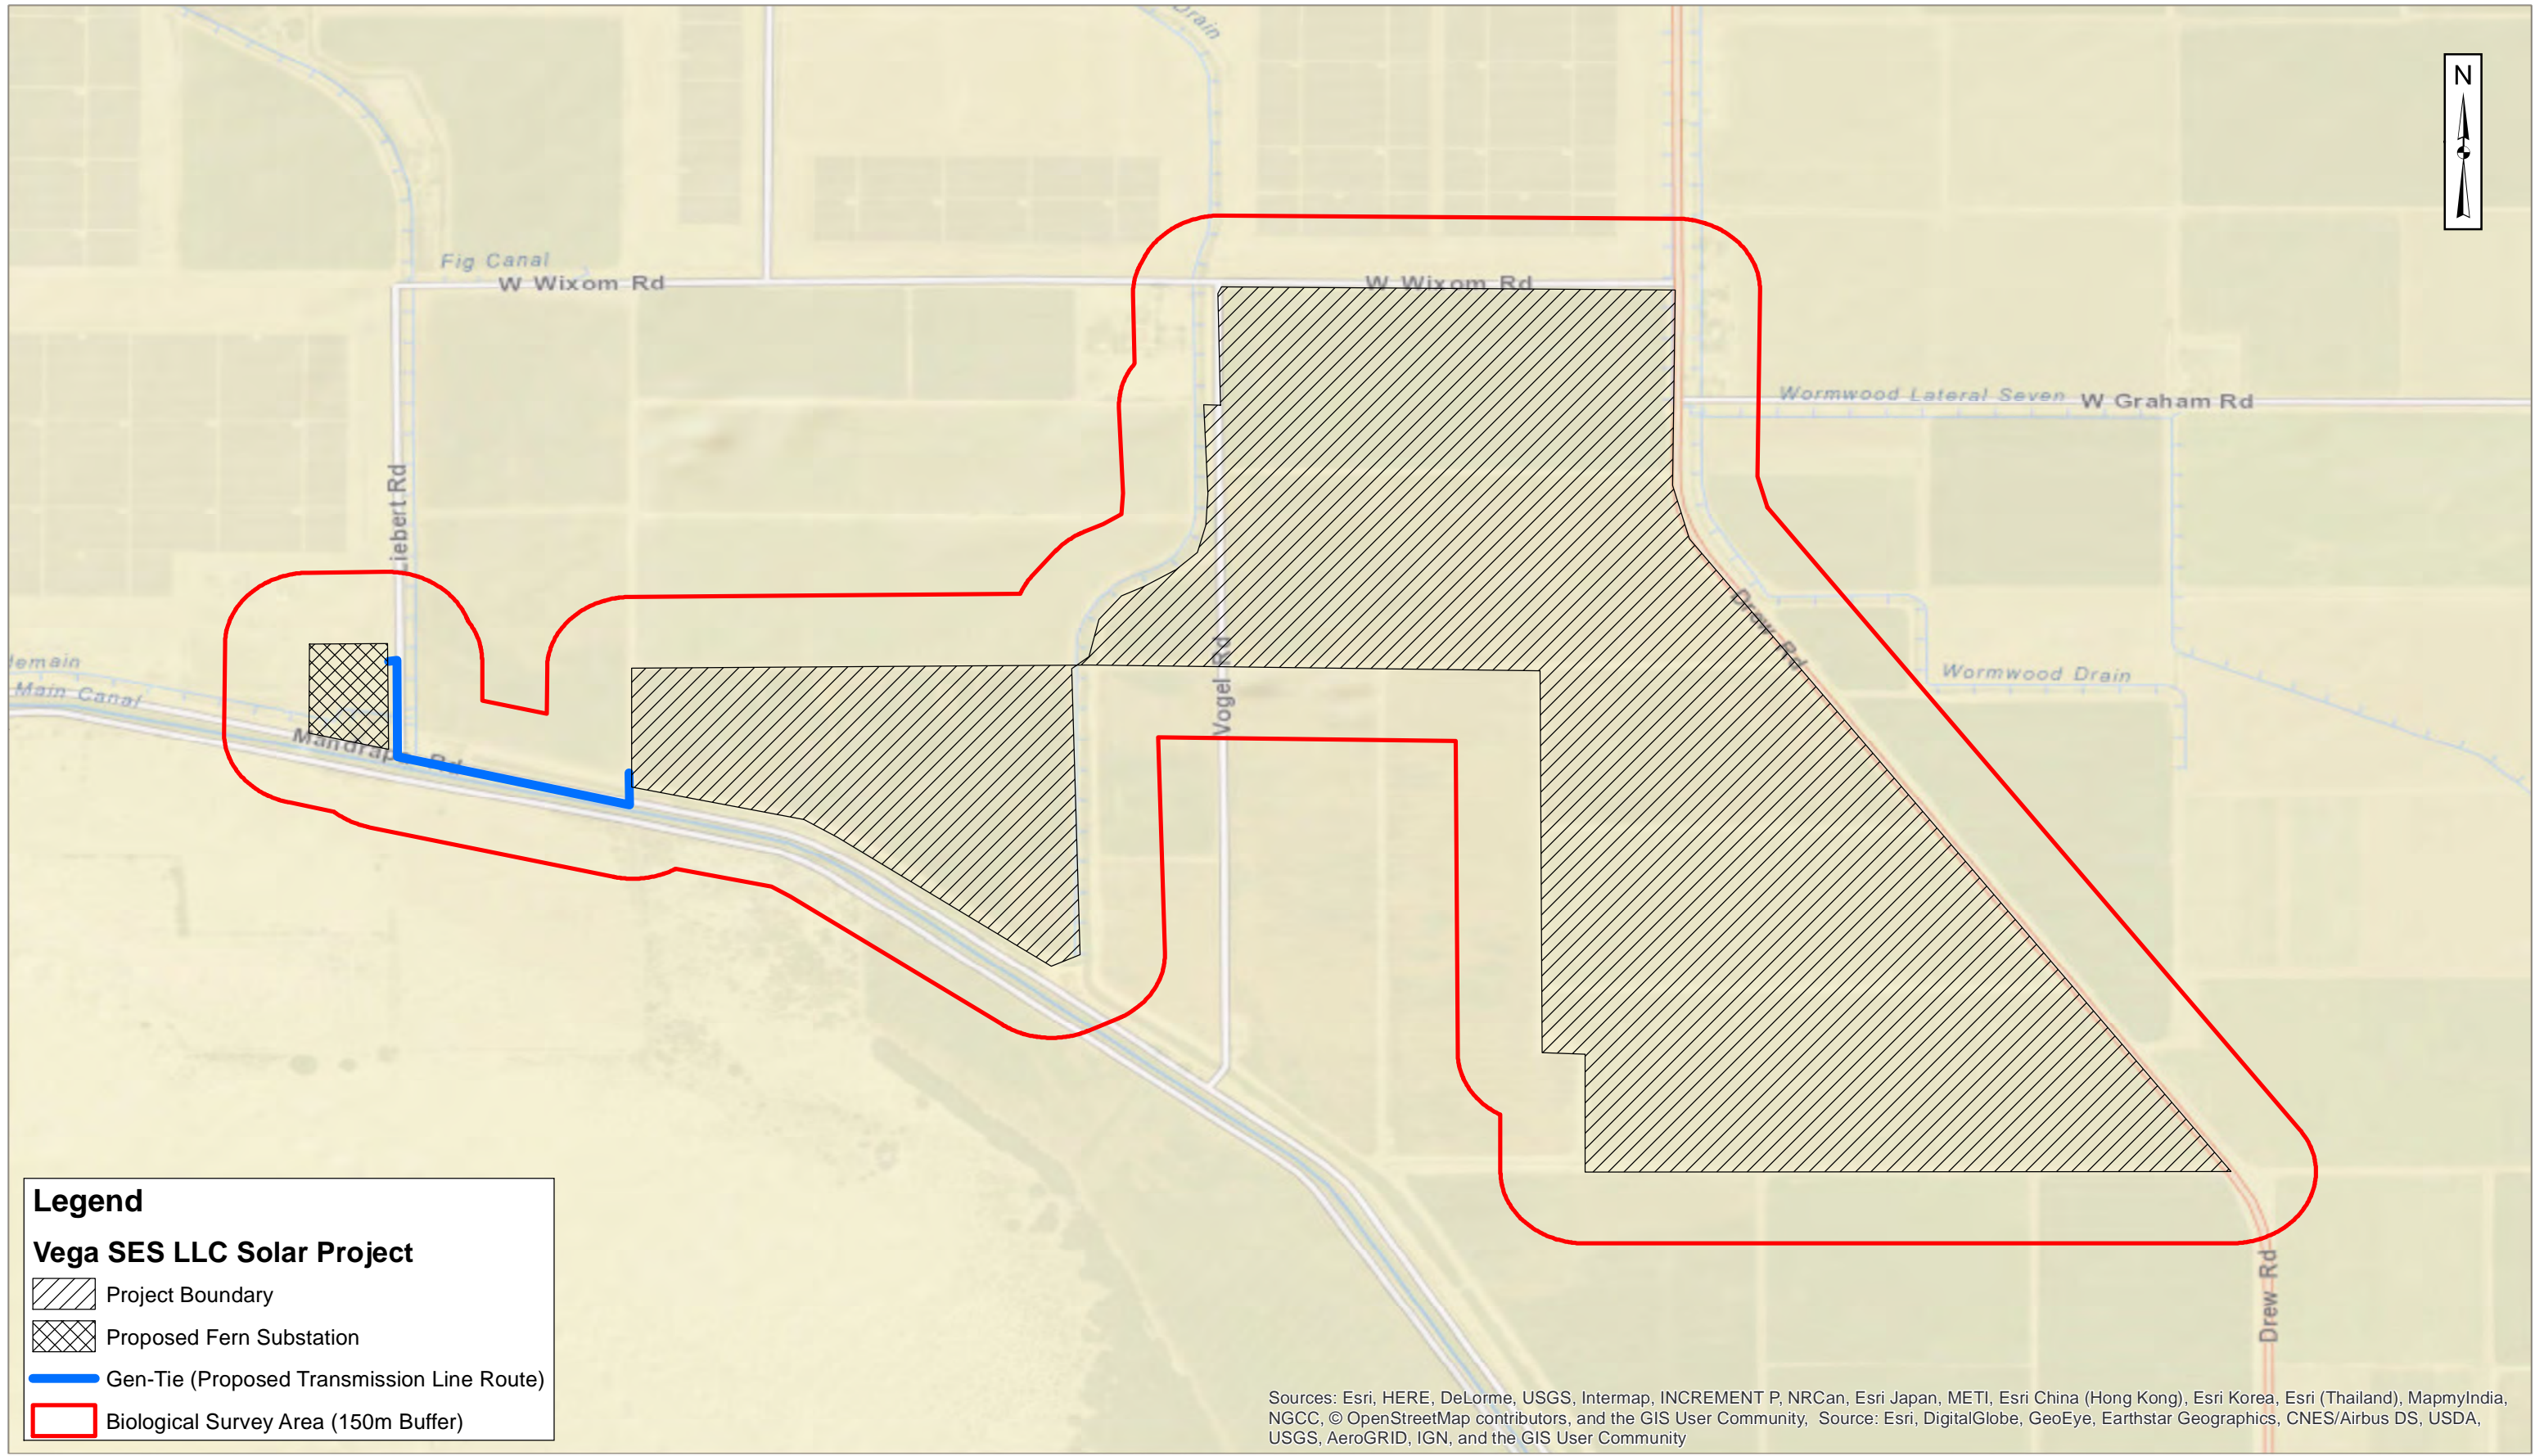 Drain
N
Fig Canal
W Wixom Rd
W Wixom Rd
Wormwood Lateral Seven
W Graham Rd
Liebert Rd
Drew Rd
Vogel Rd
Wormwood Drain
Main Canal
Mandrapa Rd
Drew Rd
Legend
Vega SES LLC Solar Project
Project Boundary
Proposed Fern Substation
Gen-Tie (Proposed Transmission Line Route)
Biological Survey Area (150m Buffer)
Sources: Esri, HERE, DeLorme, USGS, Intermap, INCREMENT P, NRCan, Esri Japan, METI, Esri China (Hong Kong), Esri Korea, Esri (Thailand), MapmyIndia,
NGCC, © OpenStreetMap contributors, and the GIS User Community, Source: Esri, DigitalGlobe, GeoEye, Earthstar Geographics, CNES/Airbus DS, USDA,
USGS, AeroGRID, IGN, and the GIS User Community